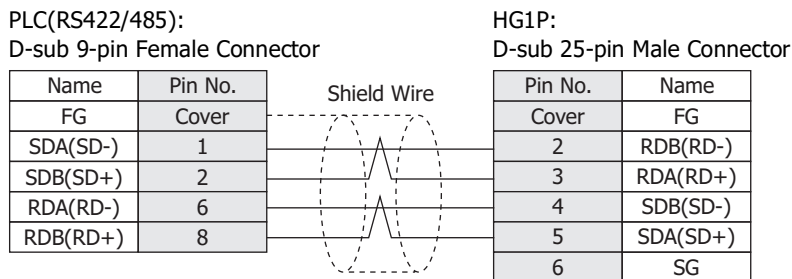 PLC(RS422/485):
D-sub 9-pin Female Connector
Name Pin No.
FG Cover
SDA(SD-) 1
SDB(SD+) 2
RDA(RD-) 6
RDB(RD+) 8
Shield Wire
HG1P:
D-sub 25-pin Male Connector
Pin No. Name
Cover FG
2 RDB(RD-)
3 RDA(RD+)
4 SDB(SD-)
5 SDA(SD+)
6 SG